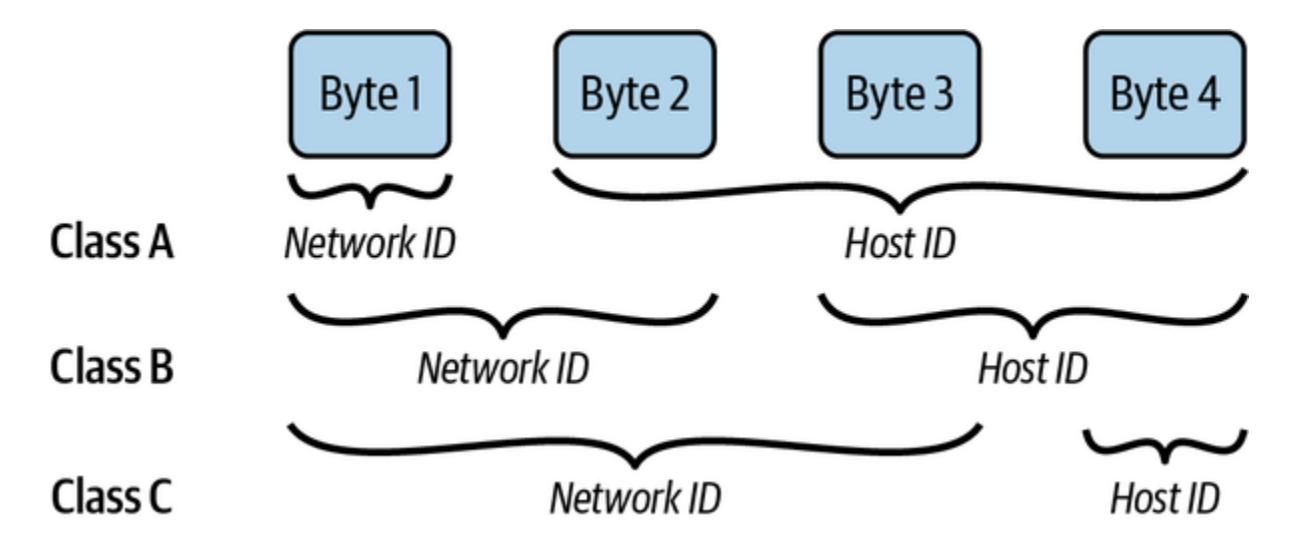 Byte 1 Byte 2 Byte 3 Byte 4
Class A Network ID Host ID
Class B Network ID Host ID
Class C Network ID Host ID